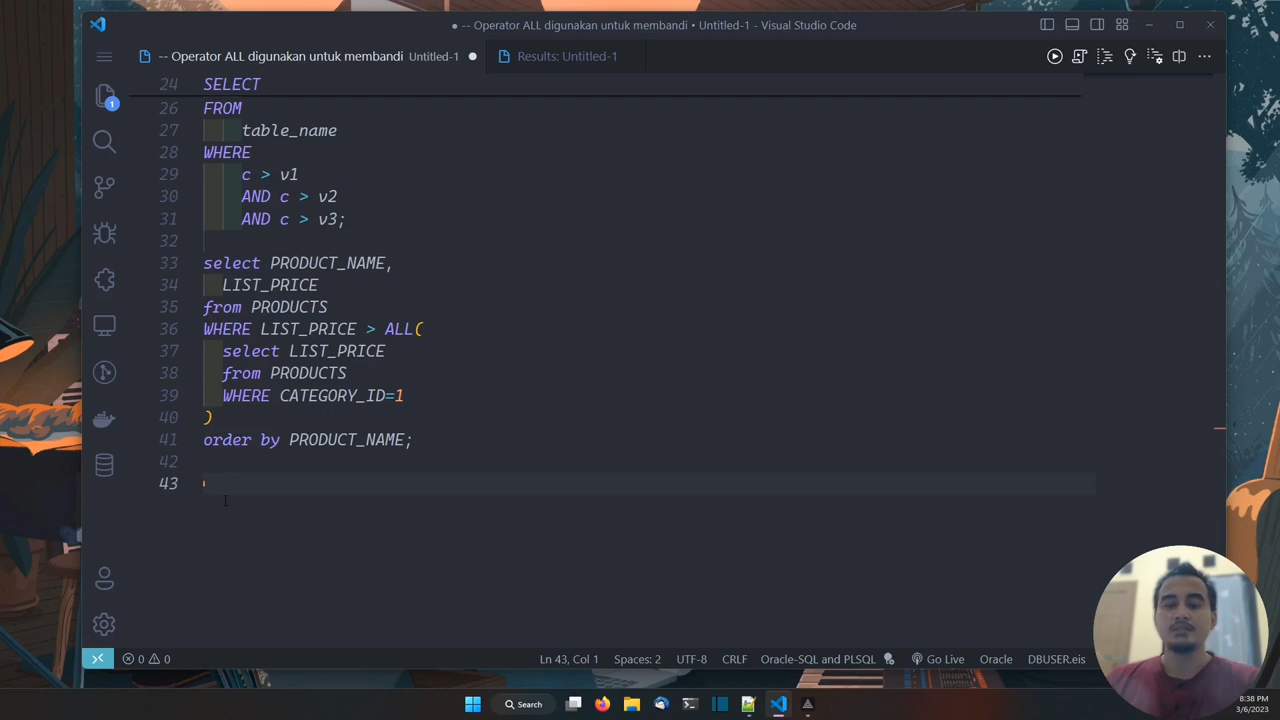 ● -- Operator ALL digunakan untuk membandi • Untitled-1 - Visual Studio Code
-- Operator ALL digunakan untuk membandi Untitled-1 ●
Results: Untitled-1
1
24 SELECT
26 FROM
27 table_name
28 WHERE
29 c > v1
30 AND c > v2
31 AND c > v3;
32
33 select PRODUCT_NAME,
34 LIST_PRICE
35 from PRODUCTS
36 WHERE LIST_PRICE > ALL(
37 select LIST_PRICE
38 from PRODUCTS
39 WHERE CATEGORY_ID=1
40 )
41 order by PRODUCT_NAME;
42
43
0 0 Ln 43, Col 1 Spaces: 2 UTF-8 CRLF Oracle-SQL and PLSQL Go Live Oracle DBUSER.eis
Search
8:38 PM
3/6/2023